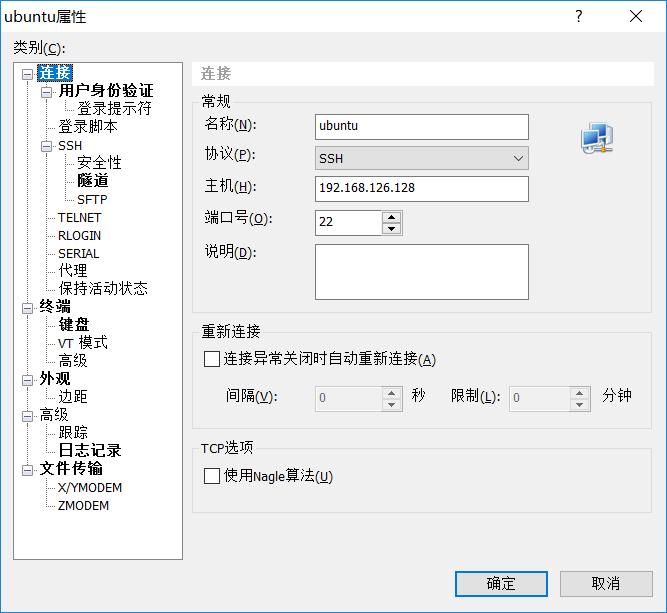 ubuntu属性
类别(C):
连接
用户身份验证
登录提示符
登录脚本
SSH
安全性
隧道
SFTP
TELNET
RLOGIN
SERIAL
代理
保持活动状态
终端
键盘
VT 模式
高级
外观
边距
高级
跟踪
日志记录
文件传输
X/YMODEM
ZMODEM
连接
常规
名称(N):
ubuntu
协议(P):
SSH
主机(H):
192.168.126.128
端口号(O):
22
说明(D):
重新连接
连接异常关闭时自动重新连接(A)
间隔(V): 0 秒 限制(L): 0 分钟
TCP选项
使用Nagle算法(U)
确定
取消